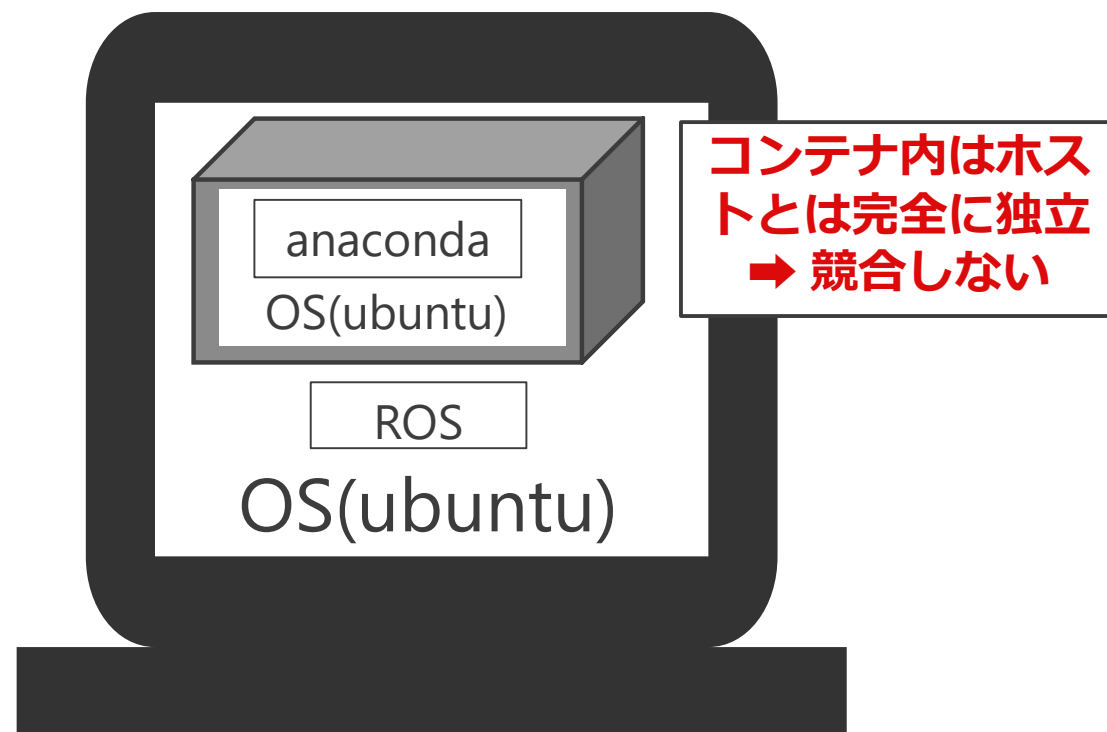 anaconda
OS(ubuntu)
ROS
OS(ubuntu)
コンテナ内はホス
トとは完全に独立
➡ 競合しない